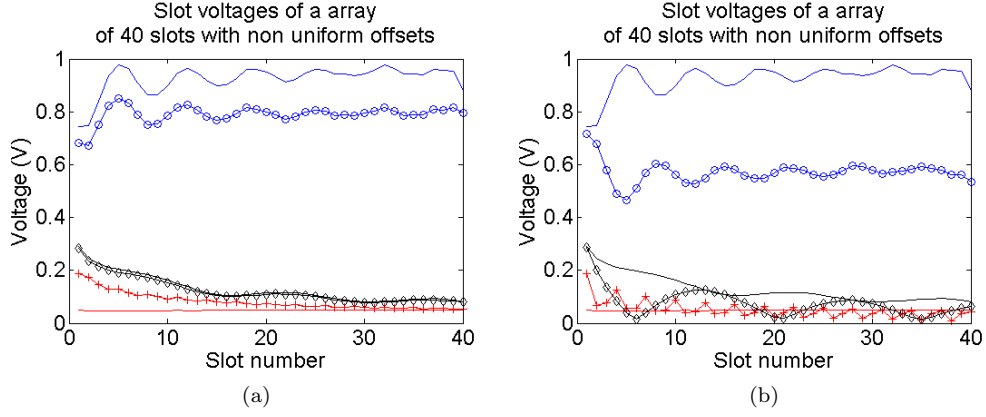 Slot voltages of a array
of 40 slots with non uniform offsets
1
0.8
0.6
0.4
0.2
0
Voltage (V)
0 10 20 30 40
Slot number
(a)
Slot voltages of a array
of 40 slots with non uniform offsets
1
0.8
0.6
0.4
0.2
0
Voltage (V)
0 10 20 30 40
Slot number
(b)